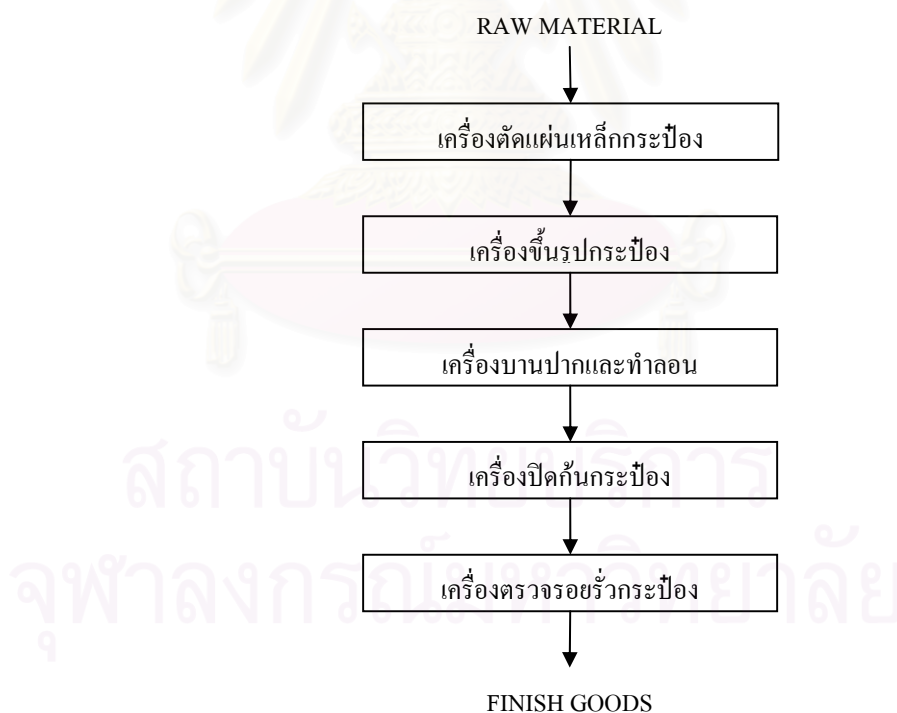 RAW MATERIAL
เครื่องตัดแผ่นเหล็กกระป๋อง
เครื่องขึ้นรูปกระป๋อง
เครื่องบานปากและทำลอน
สถาบันวิทยบริการ
เครื่องปิดก้นกระป๋อง
จุฬาลงกรณ์มหาวิทยาลัย
เครื่องตรวจรอยรั่วกระป๋อง
FINISH GOODS